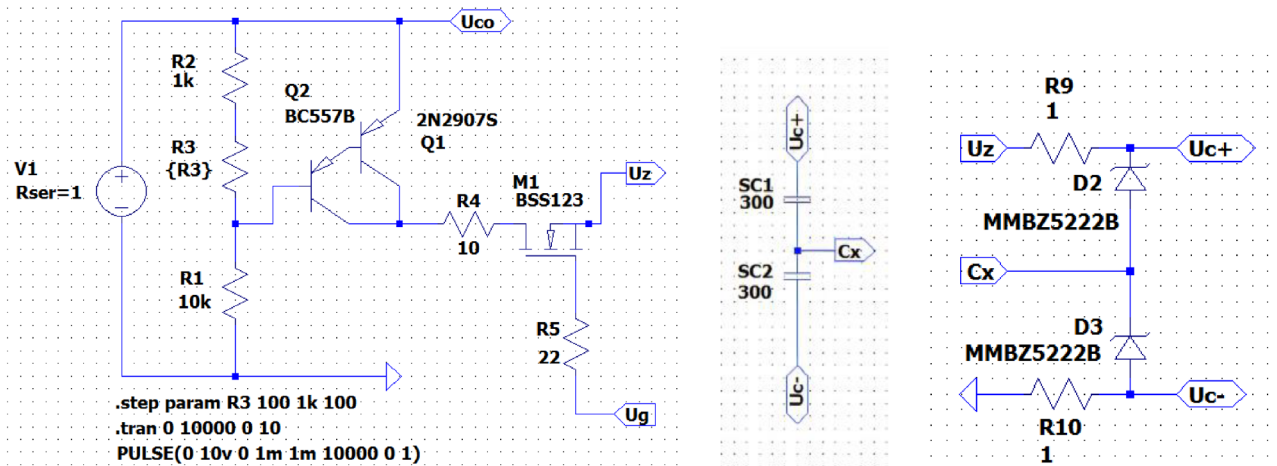 Uco
R2
1k
Q2
BC557B
2N2907S
Q1
R3
{R3}
V1
Rser=1
Uz
M1
BSS123
R4
10
R1
10k
R5
22
Ug
.step param R3 100 1k 100
.tran 0 10000 0 10
PULSE(0 10v 0 1m 1m 10000 0 1)
Uc+
SC1
300
Cx
SC2
300
Uc-
R9
1
Uz
Uc+
D2
MMBZ5222B
Cx
D3
MMBZ5222B
Uc-
R10
1